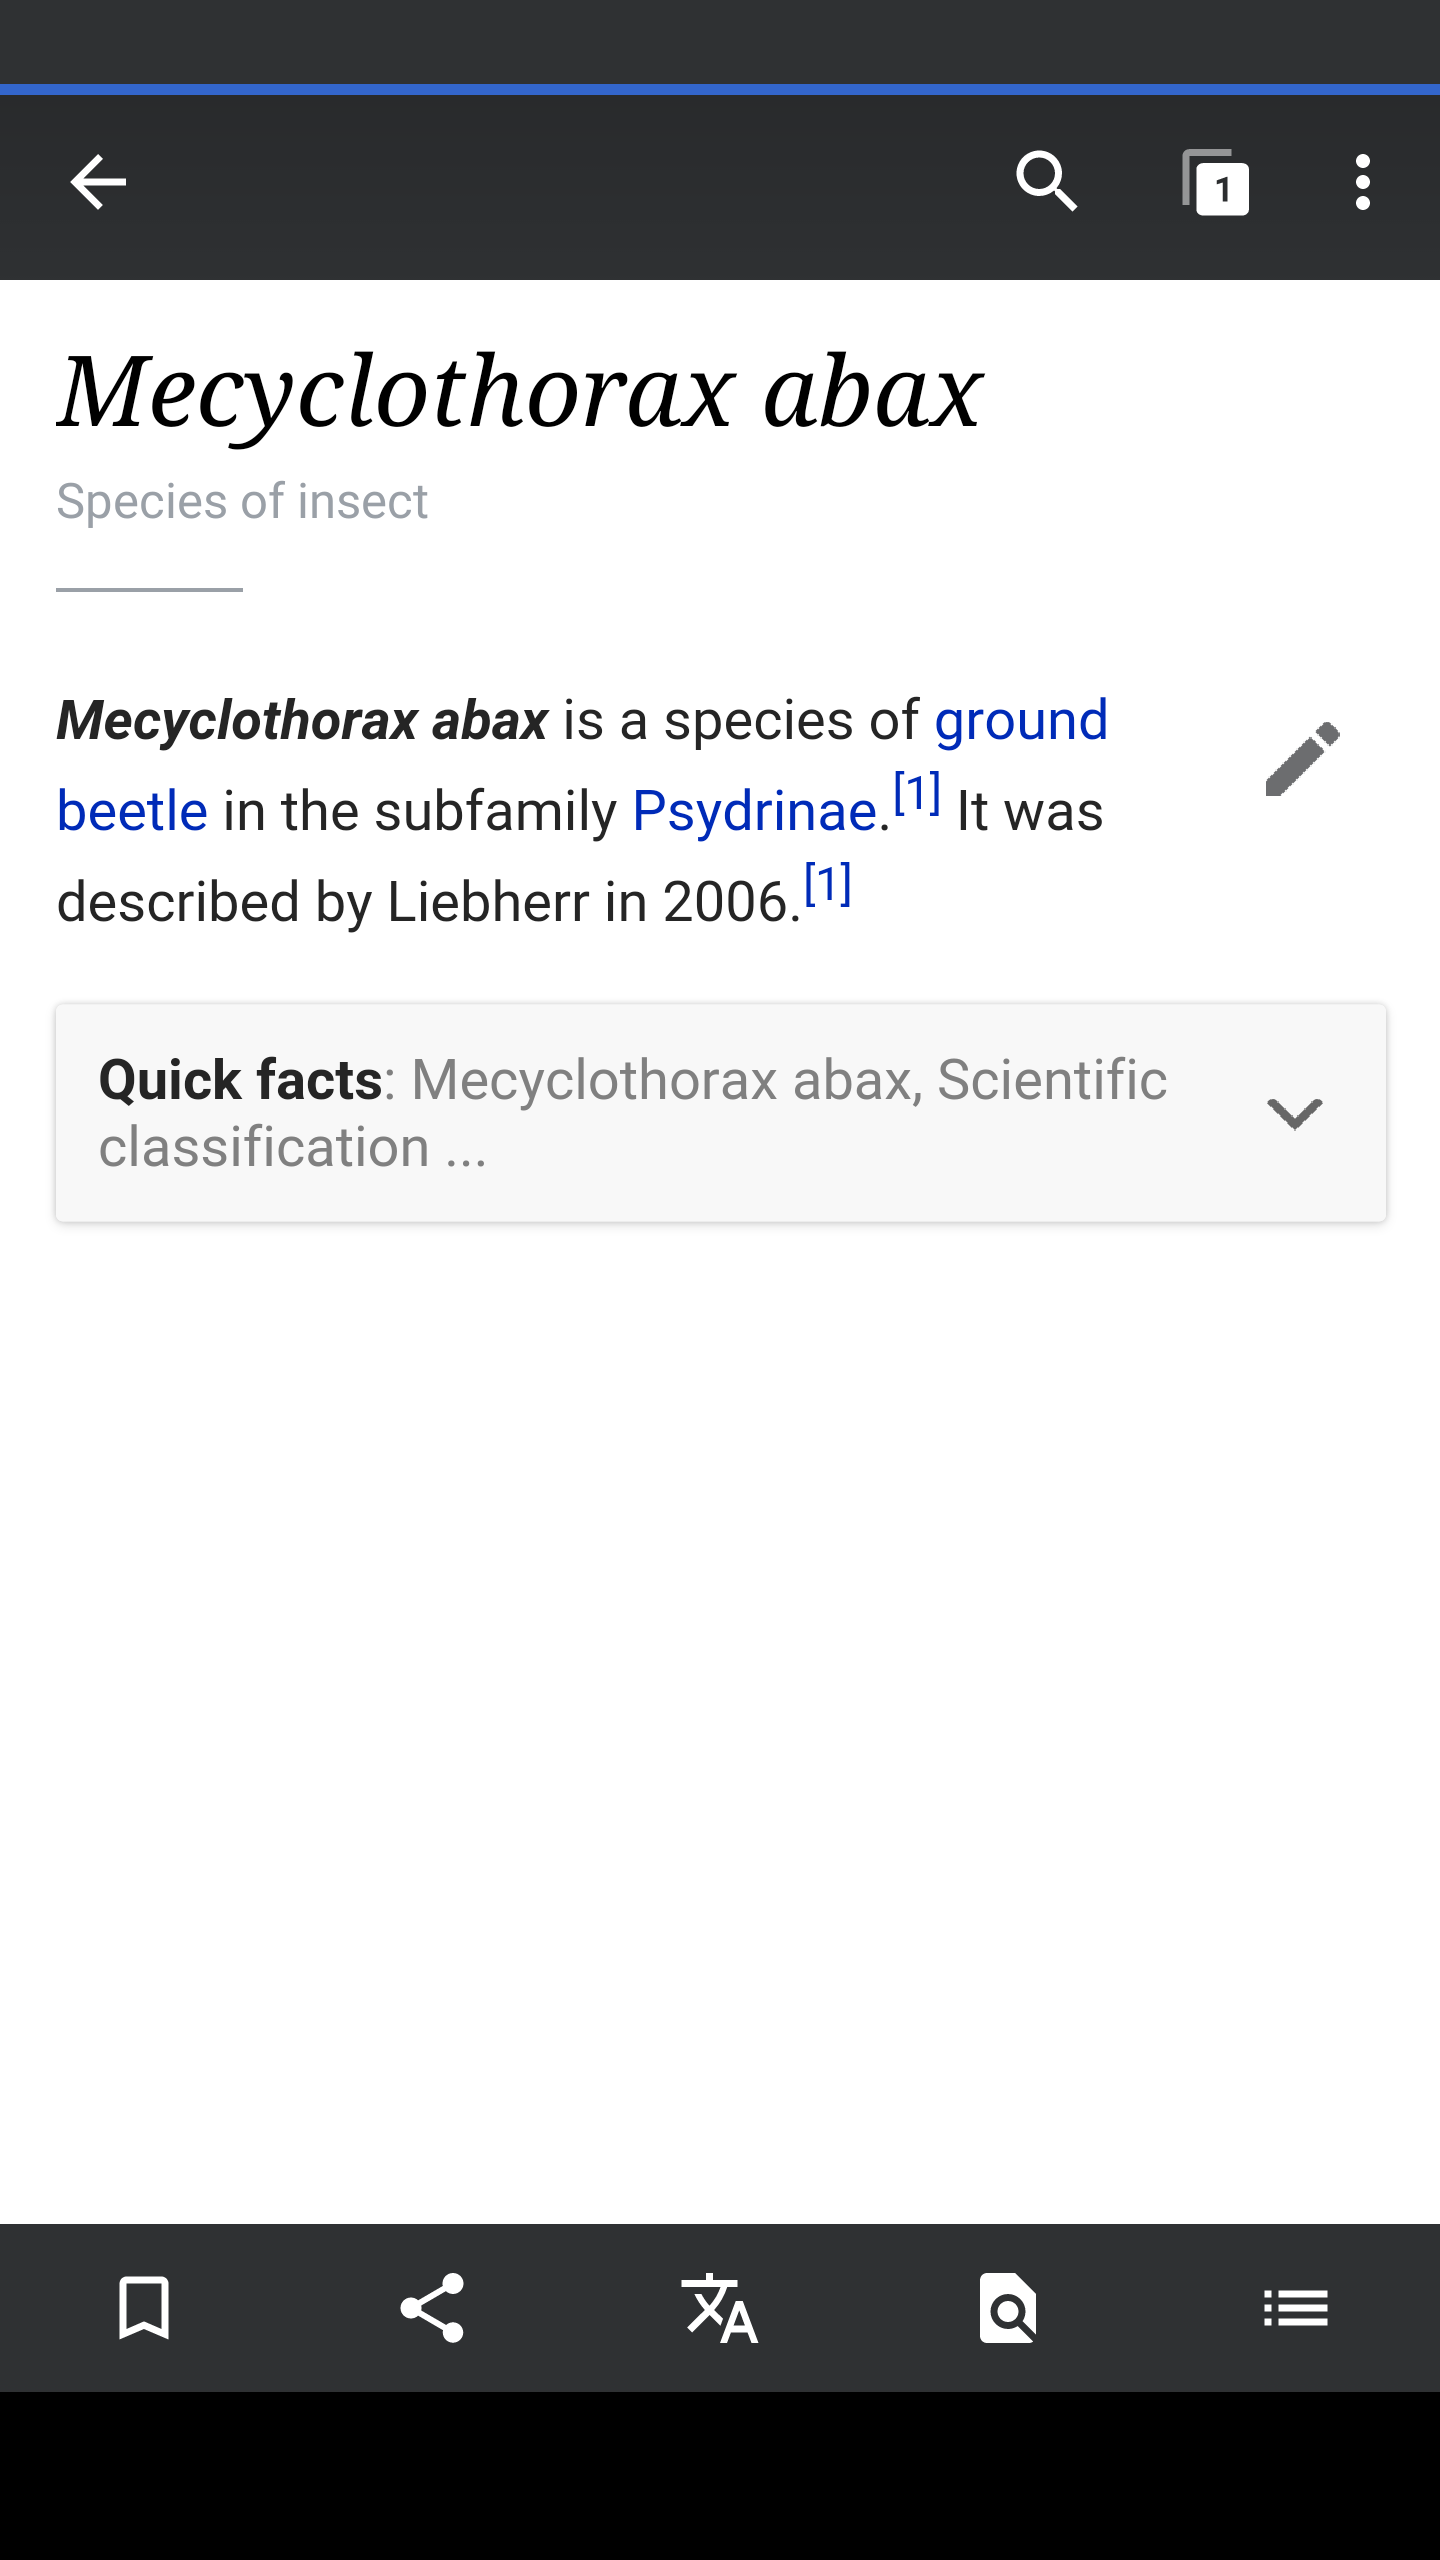 1
Mecyclothorax abax
Species of insect
Mecyclothorax abax is a species of ground
beetle in the subfamily Psydrinae.[1] It was
described by Liebherr in 2006.[1]
Quick facts: Mecyclothorax abax, Scientific
classification ...